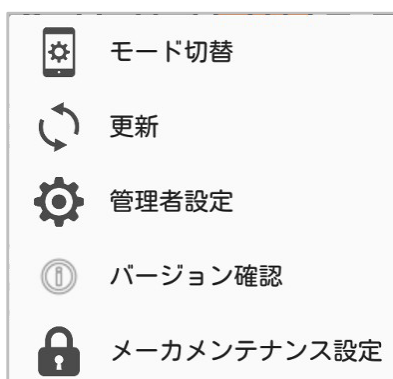 モード切替
更新
管理者設定
バージョン確認
メーカメンテナンス設定